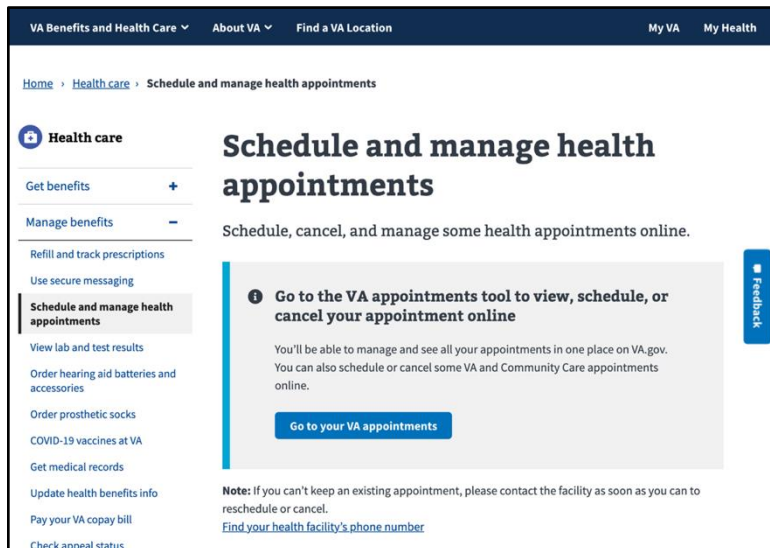 VA Benefits and Health Care
About VA
Find a VA Location
My VA
My Health
Home › Health care › Schedule and manage health appointments
Health care
Get benefits
Manage benefits
Refill and track prescriptions
Use secure messaging
Schedule and manage health
appointments
View lab and test results
Order hearing aid batteries and
accessories
Order prosthetic socks
COVID-19 vaccines at VA
Get medical records
Update health benefits info
Pay your VA copay bill
Check appeal status
Schedule and manage health
appointments
Schedule, cancel, and manage some health appointments online.
Go to the VA appointments tool to view, schedule, or
cancel your appointment online
You'll be able to manage and see all your appointments in one place on VA.gov.
You can also schedule or cancel some VA and Community Care appointments
online.
Go to your VA appointments
Note: If you can't keep an existing appointment, please contact the facility as soon as you can to
reschedule or cancel.
Find your health facility's phone number
Feedback